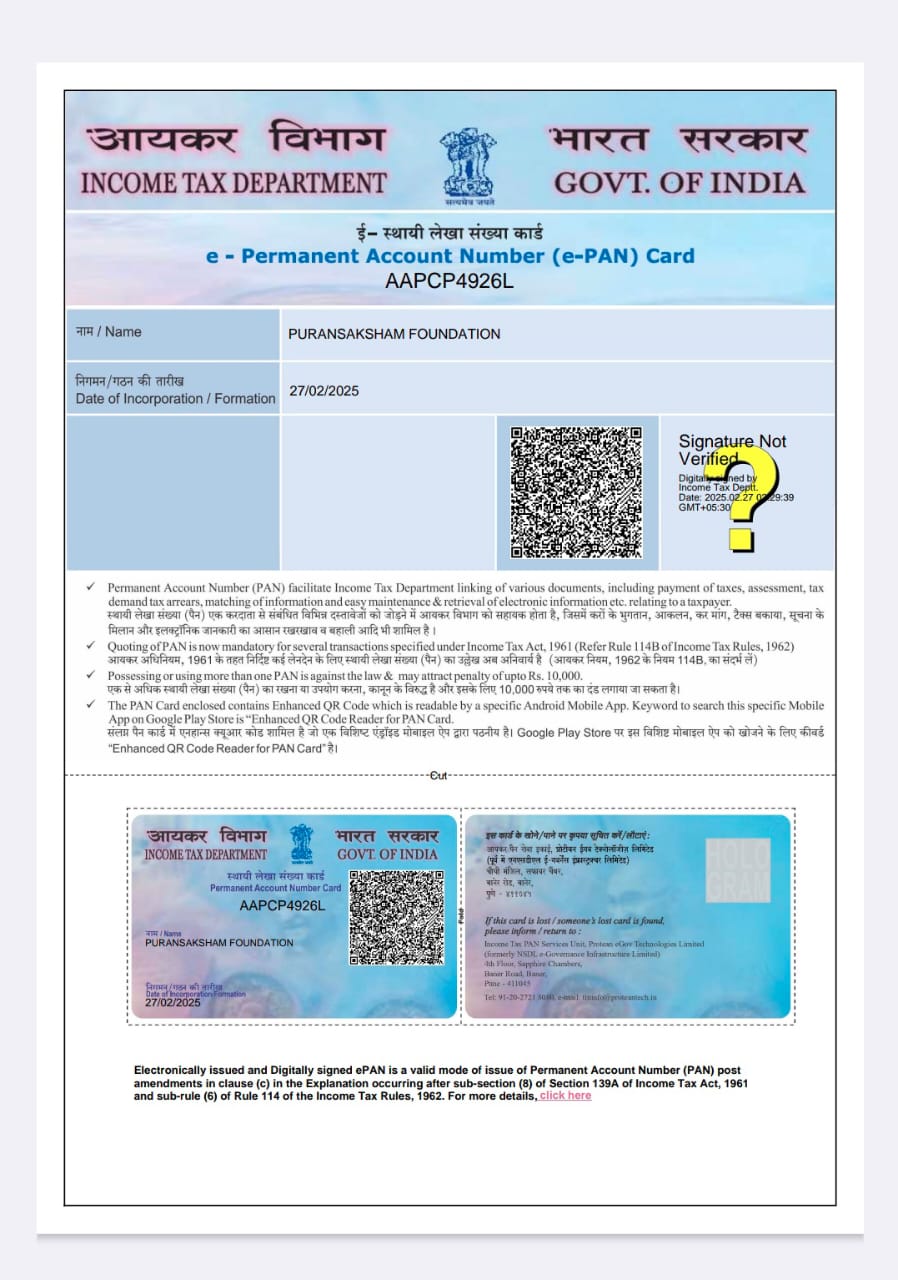 आयकर विभाग
INCOME TAX DEPARTMENT
सत्यमेव जयते
भारत सरकार
GOVT. OF INDIA
ई– स्थायी लेखा संख्या कार्ड
e - Permanent Account Number (e-PAN) Card
AAPCP4926L
नाम / Name
PURANSAKSHAM FOUNDATION
निगमन/गठन की तारीख
Date of Incorporation / Formation
27/02/2025
Signature Not
Verified
Digitally signed by
Income Tax Deptt.
Date: 2025.02.27 :29:39
GMT+05:30
?
✓ Permanent Account Number (PAN) facilitate Income Tax Department linking of various documents, including payment of taxes, assessment, tax
demand tax arrears, matching of information and easy maintenance & retrieval of electronic information etc. relating to a taxpayer.
स्थायी लेखा संख्या (पैन) एक करदाता से संबंधित विभिन्न दस्तावेजों को जोड़ने में आयकर विभाग को सहायक होता है, जिसमें करों के भुगतान, आकलन, कर मांग, टैक्स बकाया, सूचना के
मिलान और इलक्ट्रॉनिक जानकारी का आसान रखरखाव व बहाली आदि भी शामिल है ।
✓ Quoting of PAN is now mandatory for several transactions specified under Income Tax Act, 1961 (Refer Rule 114B of Income Tax Rules, 1962)
आयकर अधिनियम, 1961 के तहत निर्दिष्ट कई लेनदेन के लिए स्थायी लेखा संख्या (पैन) का उल्लेख अब अनिवार्य है (आयकर नियम, 1962 के नियम 114B, का संदर्भ लें)
✓ Possessing or using more than one PAN is against the law & may attract penalty of upto Rs. 10,000.
एक से अधिक स्थायी लेखा संख्या (पैन) का रखना या उपयोग करना, कानून के विरुद्ध है और इसके लिए 10,000 रुपये तक का दंड लगाया जा सकता है।
✓ The PAN Card enclosed contains Enhanced QR Code which is readable by a specific Android Mobile App. Keyword to search this specific Mobile
App on Google Play Store is “Enhanced QR Code Reader for PAN Card.
संलग्न पैन कार्ड में एनहान्स क्यूआर कोड शामिल है जो एक विशिष्ट एंड्रॉइड मोबाइल ऐप द्वारा पठनीय है। Google Play Store पर इस विशिष्ट मोबाइल ऐप को खोजने के लिए कीवर्ड
“Enhanced QR Code Reader for PAN Card” है।
Cut
आयकर विभाग
INCOME TAX DEPARTMENT
भारत सरकार
GOVT. OF INDIA
स्थायी लेखा संख्या कार्ड
Permanent Account Number Card
AAPCP4926L
नाम / Name
PURANSAKSHAM FOUNDATION
निगमन/गठन की तारीख
Date of Incorporation/Formation
27/02/2025
Fold
इस कार्ड के खोने/पाने पर कृपया सूचित करें/लौटाएं:
आयकर पैन सेवा इकाई, प्रोटीयन ईगव टेक्नोलॉजीज़ लिमिटेड
(पूर्व में एनएसडीएल ई-गवर्नेंस इंफ्रास्ट्रक्चर लिमिटेड)
चौथी मंजिल, सफायर चैंबर,
बानेर रोड, बानेर,
पुणे - ४११०४५
If this card is lost / someone's lost card is found,
please inform / return to :
Income Tax PAN Services Unit, Protean eGov Technologies Limited
(formerly NSDL e-Governance Infrastructure Limited)
4th Floor, Sapphire Chambers,
Baner Road, Baner,
Pune - 411045
Tel: 91-20-2721 8080, e-mail: tininfo@proteantech.in
Electronically issued and Digitally signed ePAN is a valid mode of issue of Permanent Account Number (PAN) post
amendments in clause (c) in the Explanation occurring after sub-section (8) of Section 139A of Income Tax Act, 1961
and sub-rule (6) of Rule 114 of the Income Tax Rules, 1962. For more details, click here